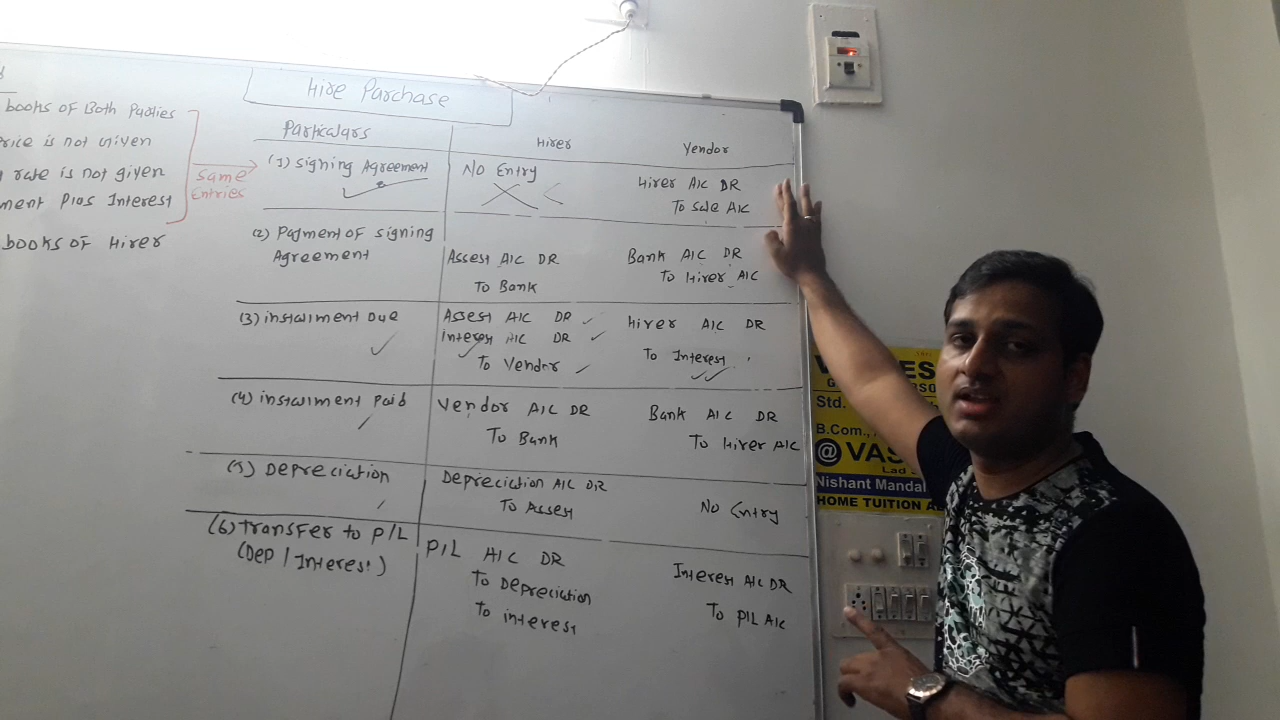 books of Both Parties
Price is not given
rate is not given
ment Plus Interest
books of Hirer
same
Entries
Hire Parchase
Particulars
Hirer
Vendor
(1) Signing Agreement
No Entry
Hirer A/C DR
To Sale A/C
(2) Patment of signing
Agreement
Assest A/C DR
To Bank
Bank A/C DR
To Hirer A/C
(3) installment Due
Assest A/C DR
Interest A/C DR
To Vendor
Hirer A/C DR
To Interest
(4) installment Paid
Vendor A/C DR
To Bank
Bank A/C DR
To Hirer A/C
(5) Depreciation
Depreciation A/C DR
To Assest
No Entry
(6) Transfer to P/L
(Dep / Interest)
P/L A/C DR
To Depreciation
To interest
Interest A/C DR
To P/L A/C
Std.
B.Com.,
@VAS
Lad
Nishant Mandal
HOME TUITION A